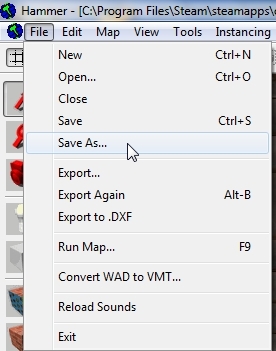 Hammer - [C:\Program Files\Steam\steamapps\
File Edit Map View Tools Instancing
New Ctrl+N
Open... Ctrl+O
Close
Save Ctrl+S
Save As...
Export...
Export Again Alt-B
Export to .DXF
Run Map... F9
Convert WAD to VMT...
Reload Sounds
Exit